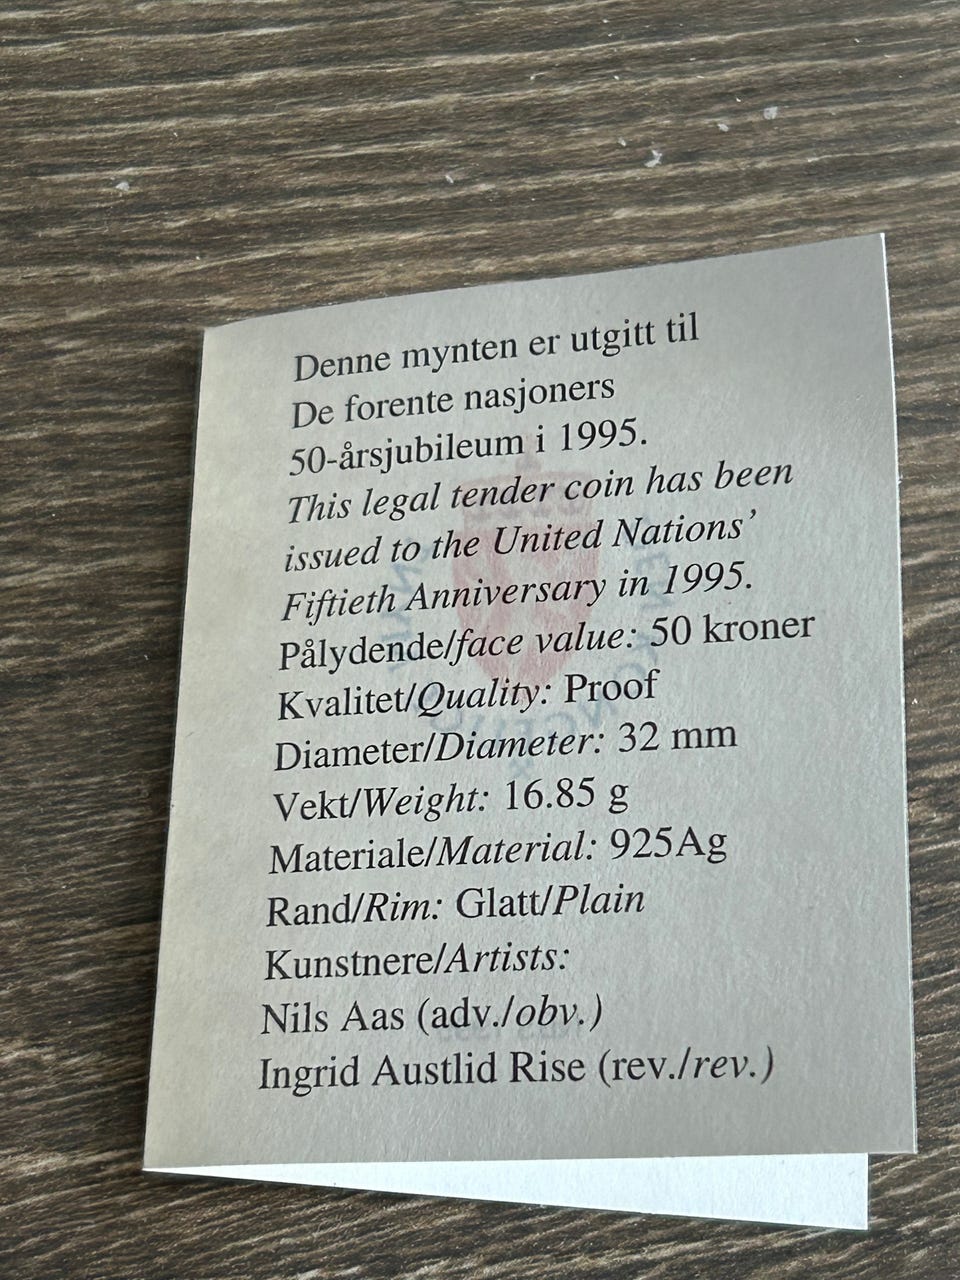 Denne mynten er utgitt til
De forente nasjoners
50-årsjubileum i 1995.
This legal tender coin has been
issued to the United Nations’
Fiftieth Anniversary in 1995.
Pålydende/face value: 50 kroner
Kvalitet/Quality: Proof
Diameter/Diameter: 32 mm
Vekt/Weight: 16.85 g
Materiale/Material: 925Ag
Rand/Rim: Glatt/Plain
Kunstnere/Artists:
Nils Aas (adv./obv.)
Ingrid Austlid Rise (rev./rev.)